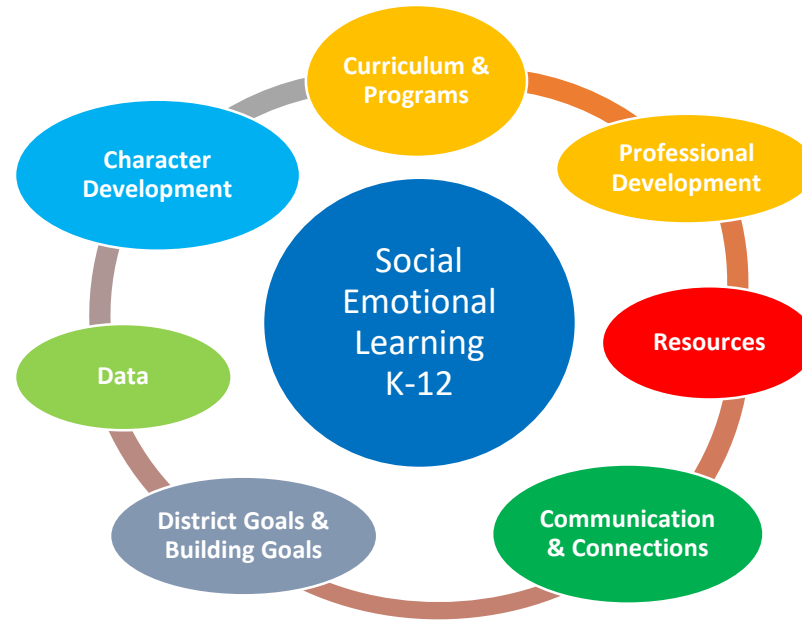 Curriculum &
Programs
Professional
Development
Resources
Communication
& Connections
District Goals &
Building Goals
Data
Character
Development
Social
Emotional
Learning
K-12